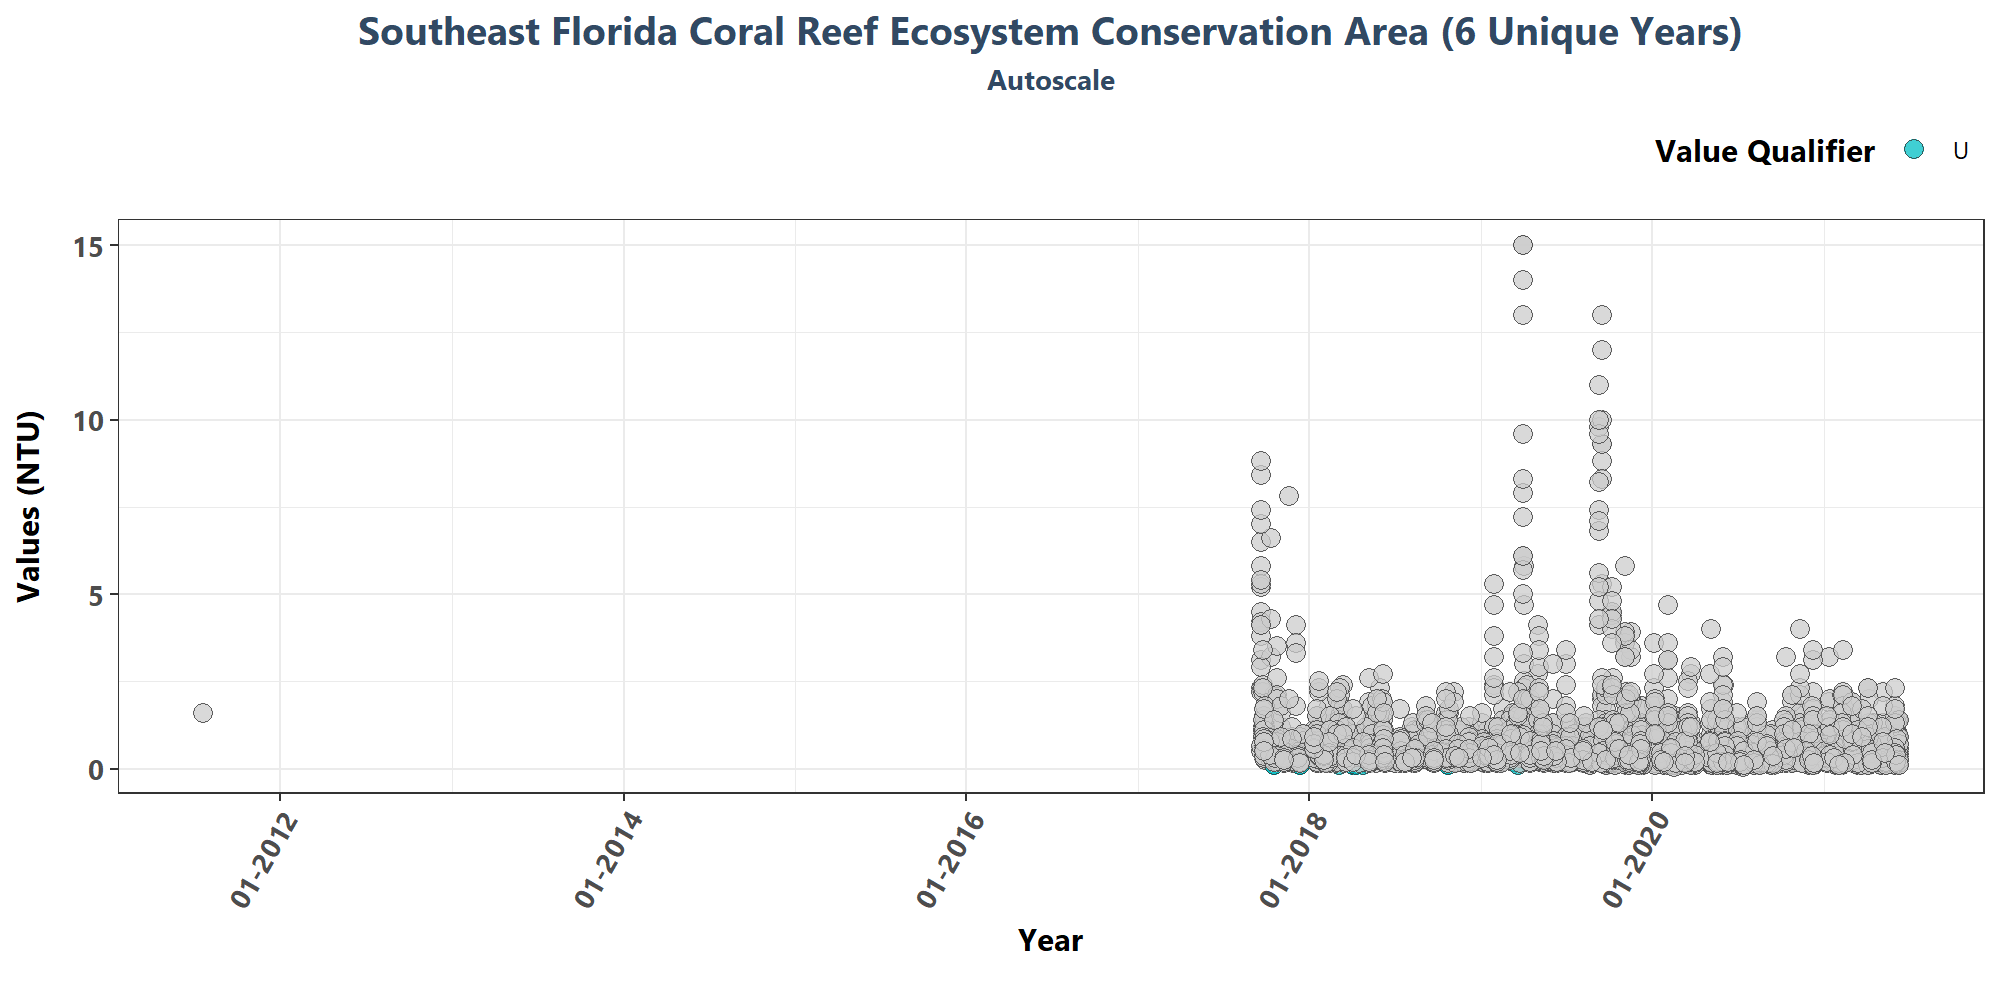 Southeast Florida Coral Reef Ecosystem Conservation Area (6 Unique Years)
Autoscale
Value Qualifier U
15
10
5
0
Values (NTU)
01-2012 01-2014 01-2016 01-2018 01-2020
Year